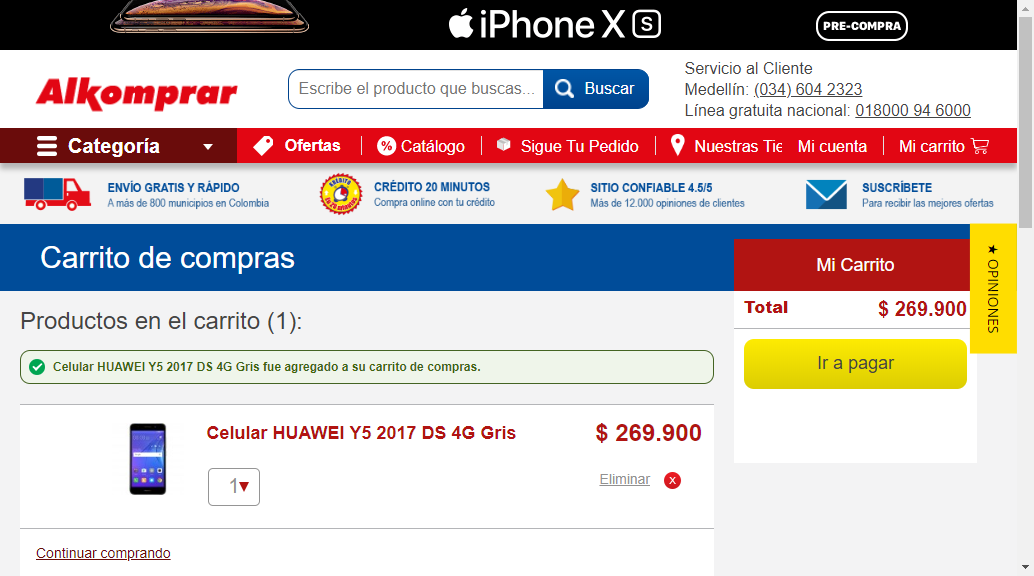 iPhone XS
PRE-COMPRA
Alkomprar
Escribe el producto que buscas...
Buscar
Servicio al Cliente
Medellín: (034) 604 2323
Línea gratuita nacional: 018000 94 6000
Categoría
Ofertas
% Catálogo
Sigue Tu Pedido
Nuestras Tie
Mi cuenta
Mi carrito
ENVÍO GRATIS Y RÁPIDO
A más de 800 municipios en Colombia
CRÉDITO 20 MINUTOS
Compra online con tu crédito
SITIO CONFIABLE 4.5/5
Más de 12.000 opiniones de clientes
SUSCRÍBETE
Para recibir las mejores ofertas
Carrito de compras
Mi Carrito
★ OPINIONES
Total
$ 269.900
Ir a pagar
Productos en el carrito (1):
Celular HUAWEI Y5 2017 DS 4G Gris fue agregado a su carrito de compras.
Celular HUAWEI Y5 2017 DS 4G Gris
$ 269.900
1
Eliminar
x
Continuar comprando